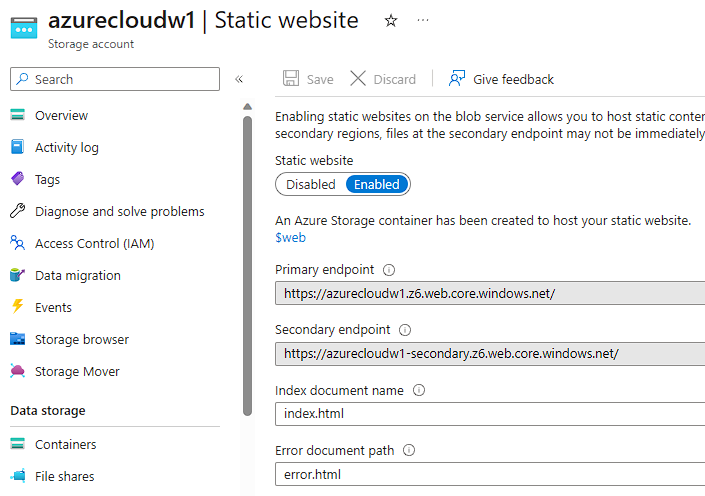 azurecloudw1 | Static website
Storage account
Search
Overview
Activity log
Tags
Diagnose and solve problems
Access Control (IAM)
Data migration
Events
Storage browser
Storage Mover
Data storage
Containers
File shares
Save Discard Give feedback
Enabling static websites on the blob service allows you to host static conten
secondary regions, files at the secondary endpoint may not be immediately
Static website
Disabled Enabled
An Azure Storage container has been created to host your static website.
$web
Primary endpoint
https://azurecloudw1.z6.web.core.windows.net/
Secondary endpoint
https://azurecloudw1-secondary.z6.web.core.windows.net/
Index document name
index.html
Error document path
error.html